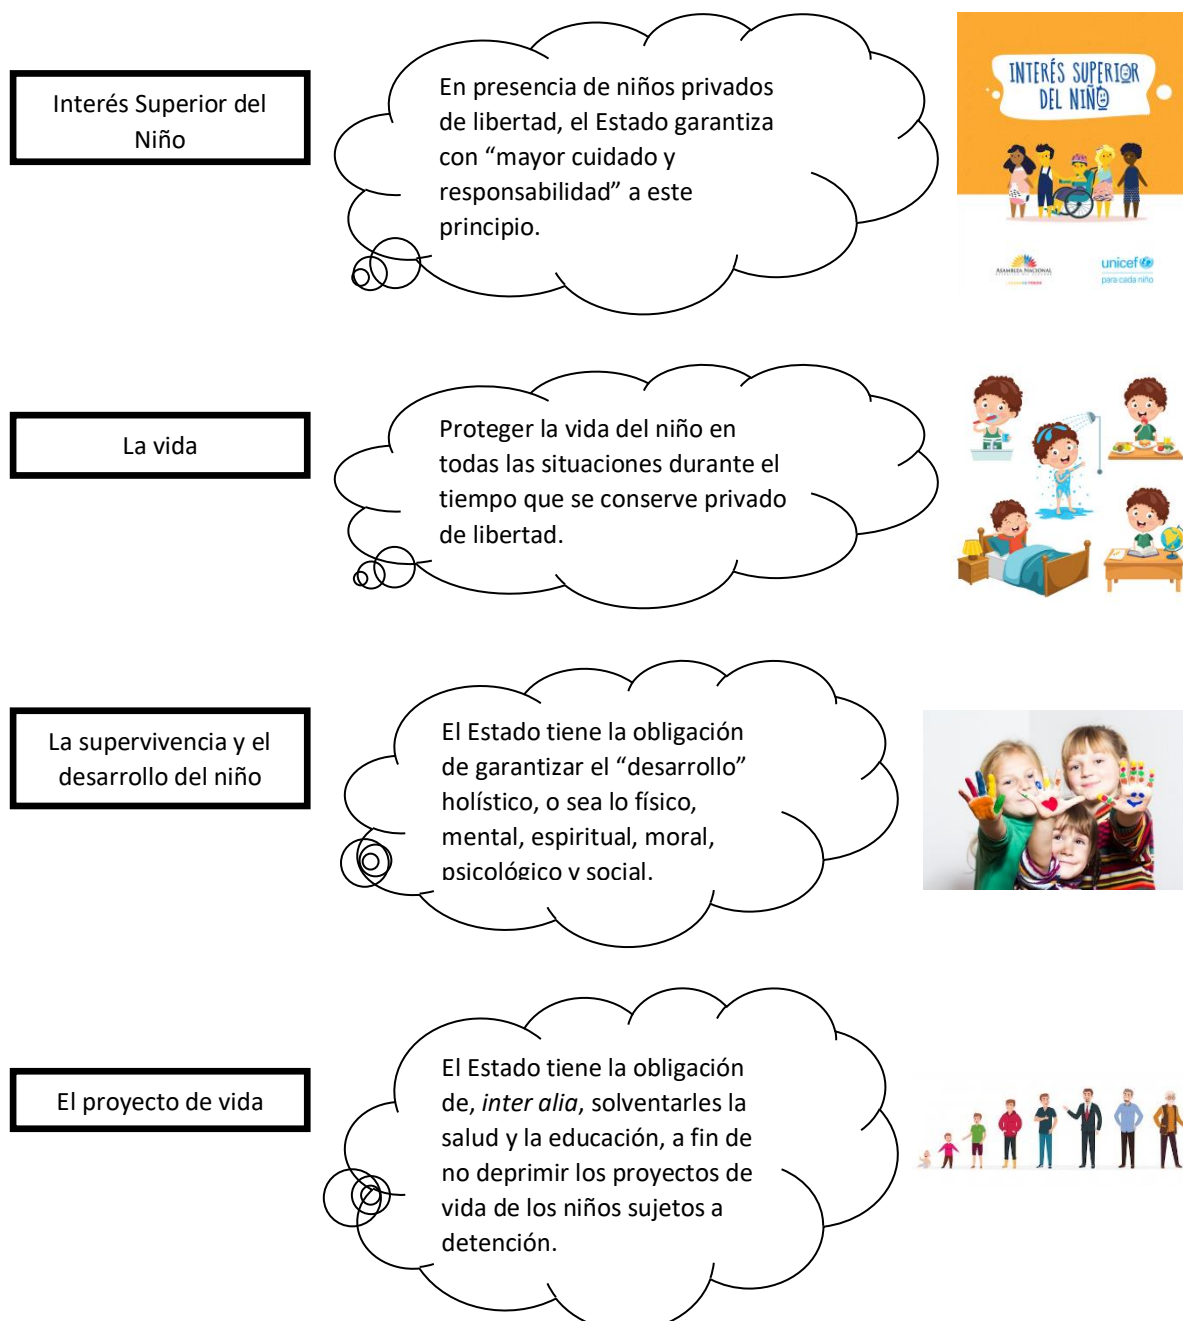 Interés Superior del
Niño
En presencia de niños privados
de libertad, el Estado garantiza
con “mayor cuidado y
responsabilidad” a este
principio.
INTERÉS SUPERIOR
DEL NIÑO
ASAMBLEA NACIONAL
unicef
para cada niño
La vida
Proteger la vida del niño en
todas las situaciones durante el
tiempo que se conserve privado
de libertad.
La supervivencia y el
desarrollo del niño
El Estado tiene la obligación
de garantizar el “desarrollo”
holístico, o sea lo físico,
mental, espiritual, moral,
psicológico y social.
El proyecto de vida
El Estado tiene la obligación
de, inter alia, solventarles la
salud y la educación, a fin de
no deprimir los proyectos de
vida de los niños sujetos a
detención.